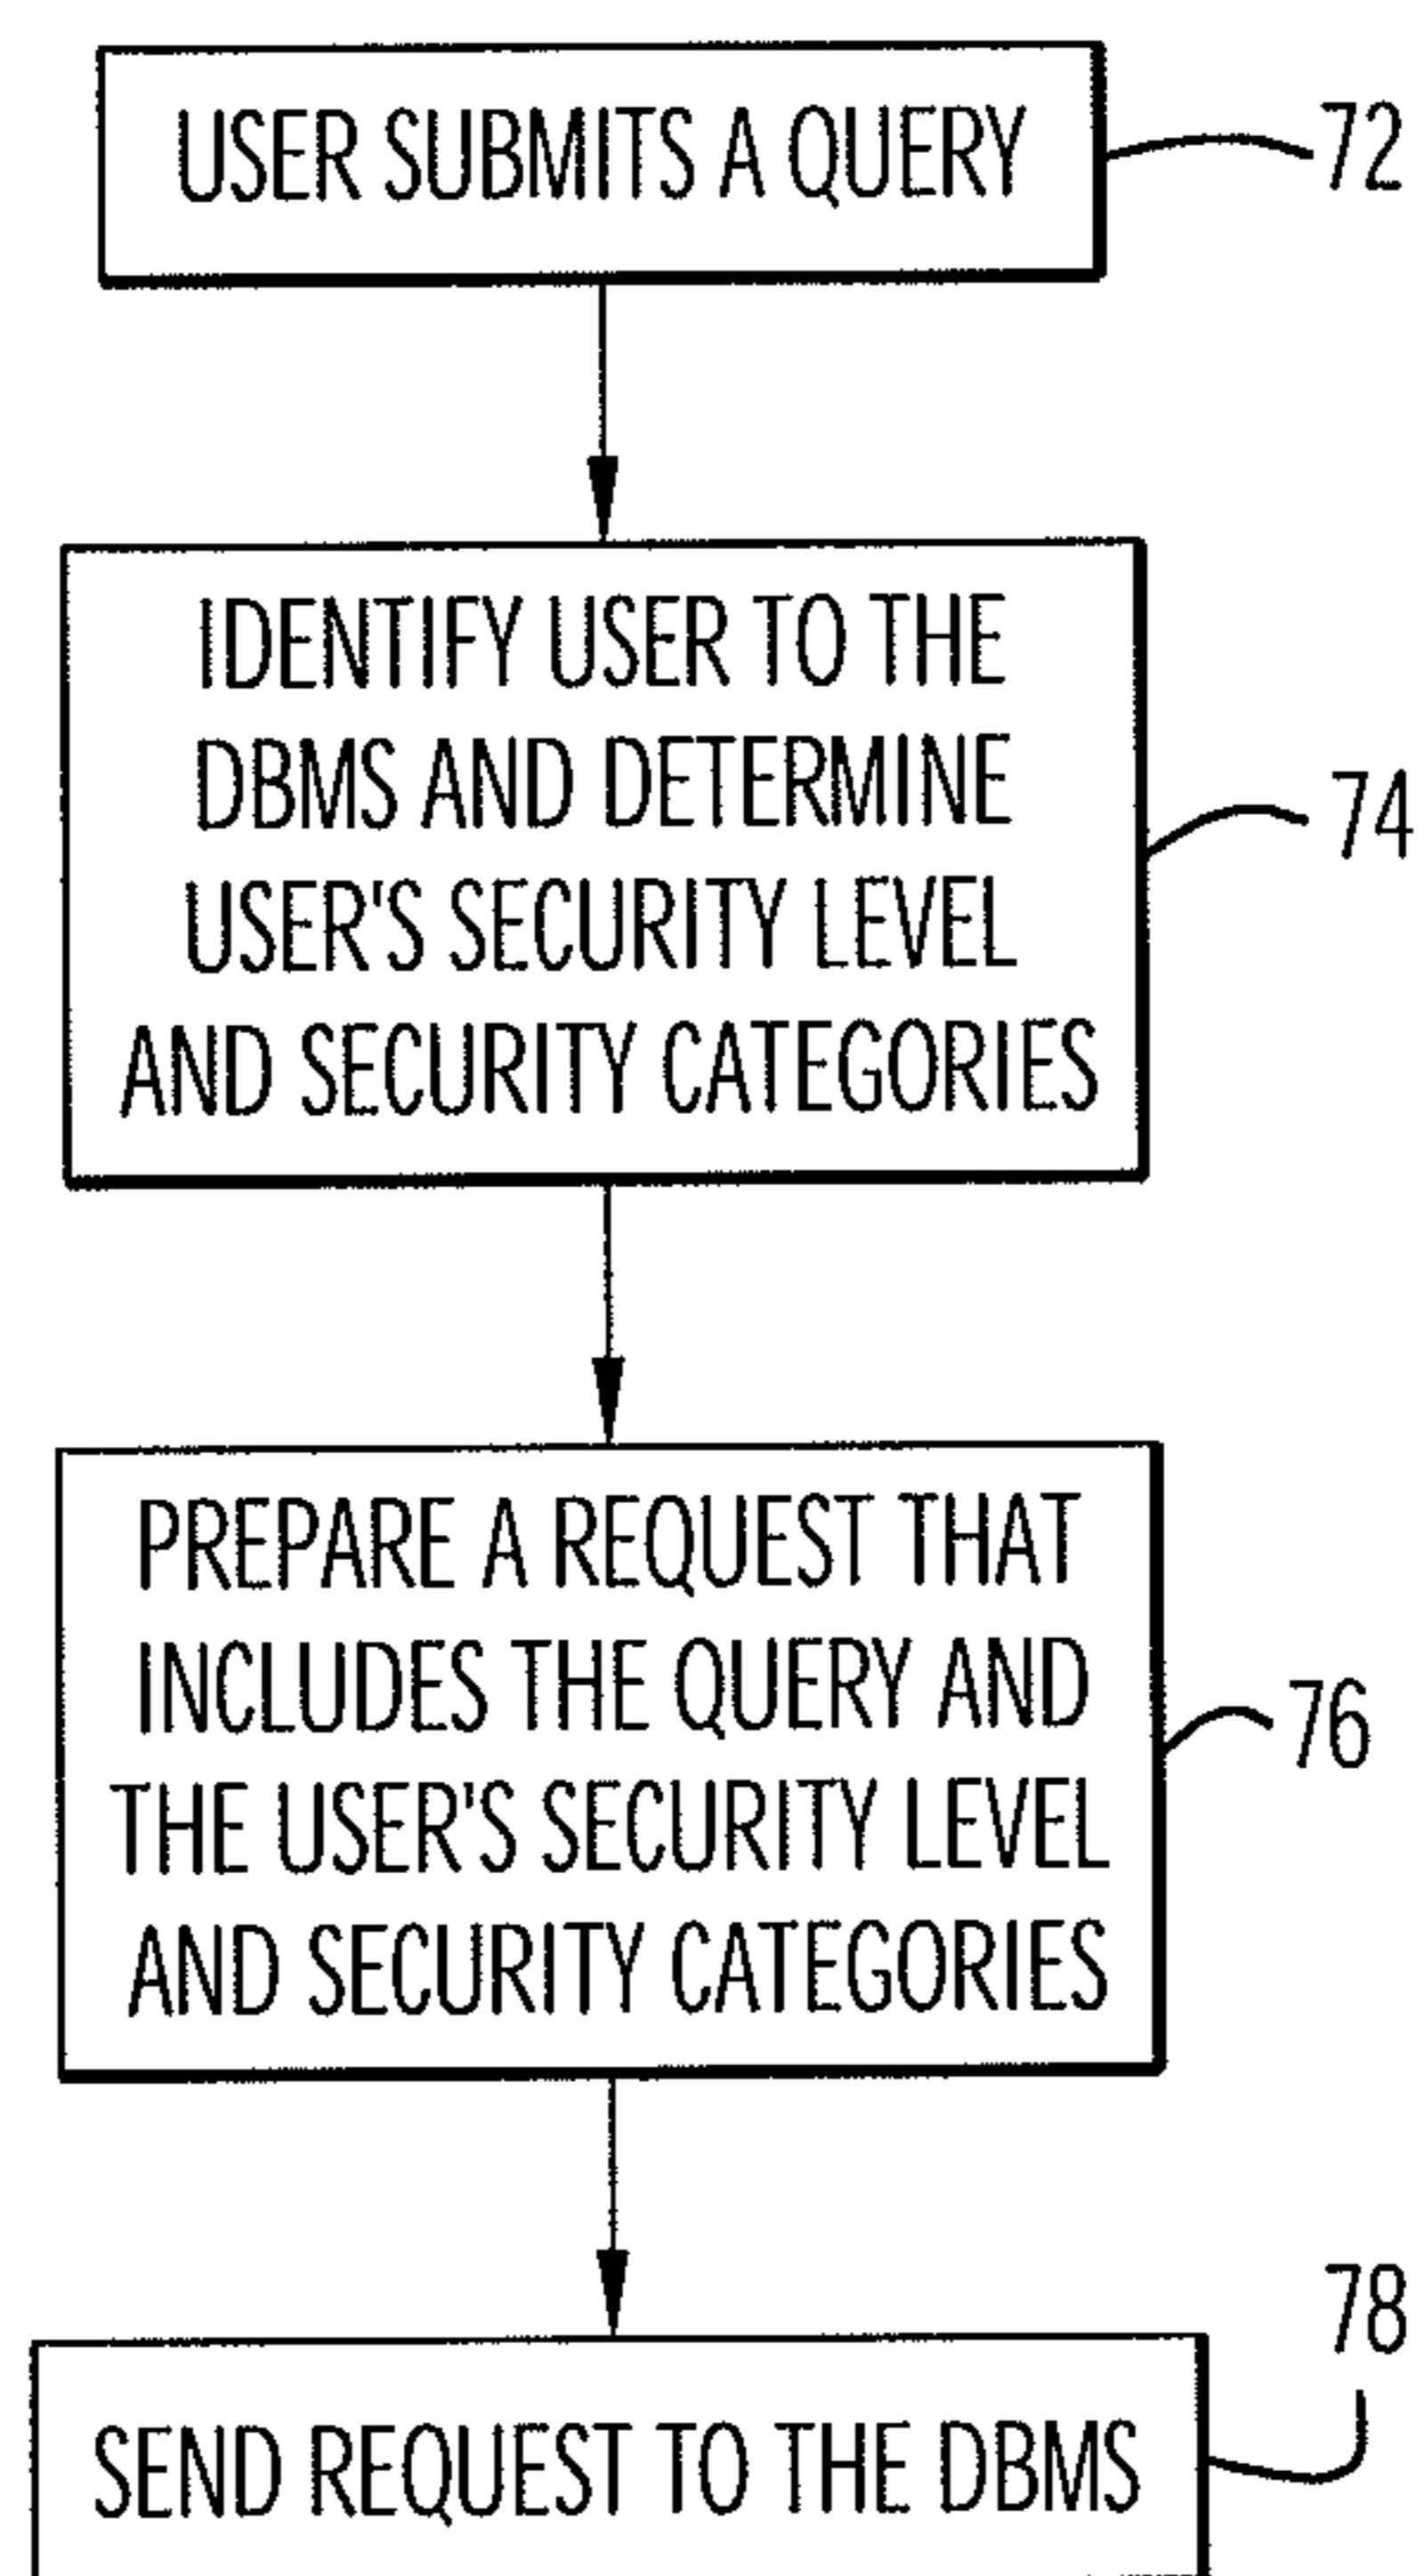 USER SUBMITS A QUERY
72
IDENTIFY USER TO THE
DBMS AND DETERMINE
USER'S SECURITY LEVEL
AND SECURITY CATEGORIES
74
PREPARE A REQUEST THAT
INCLUDES THE QUERY AND
THE USER'S SECURITY LEVEL
AND SECURITY CATEGORIES
76
78
SEND REQUEST TO THE DBMS